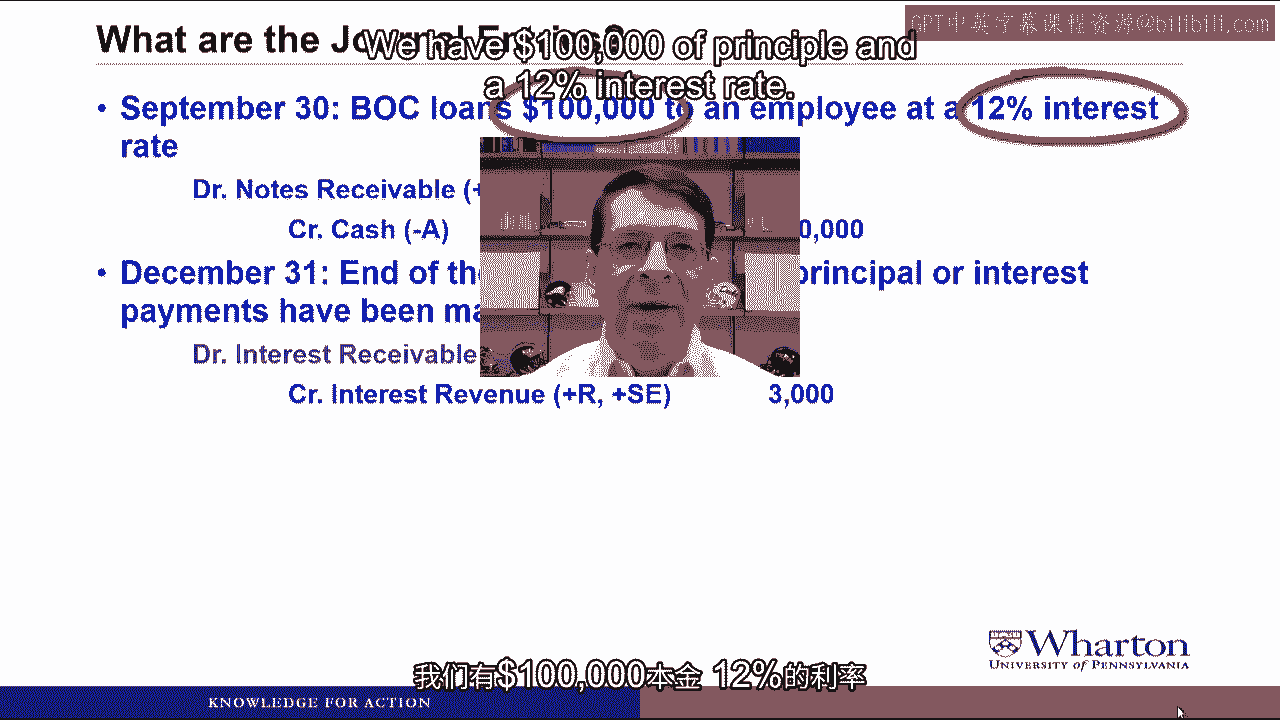 GPT中英字幕课程资源@bilibili.com
What are the Jo
We have $100,000 of principle and
a 12% interest rate.
• September 30: BOC loans $100,000 to an employee at a 12% interest
rate
Dr. Notes Receivable (+
Cr. Cash (-A) 0,000
• December 31: End of the principal or interest
payments have been ma
Dr. Interest Receivable
Cr. Interest Revenue (+R, +SE) 3,000
Wharton
UNIVERSITY of PENNSYLVANIA
我们有$100,000本金 12%的利率
KNOWLEDGE FOR ACTION